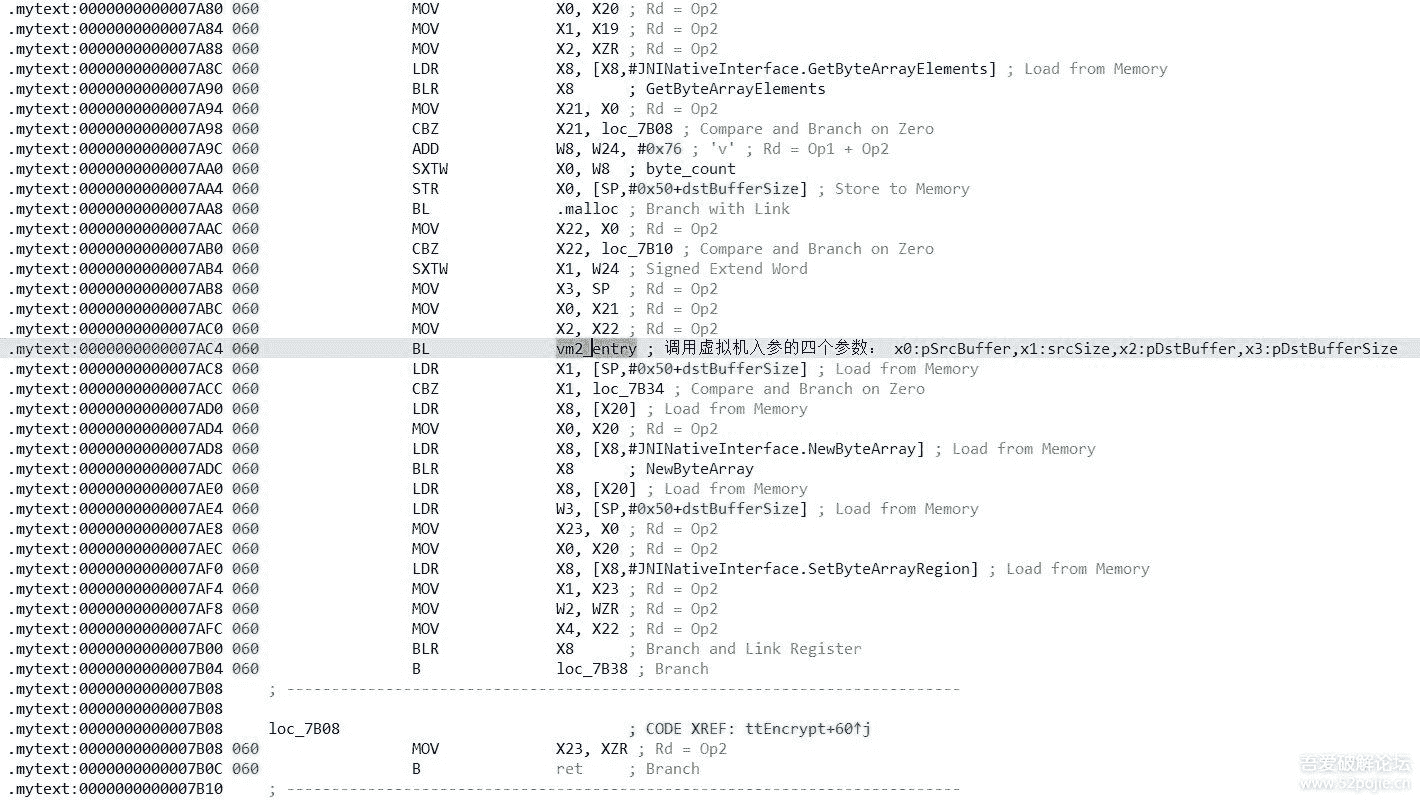 .mytext:0000000000007A80 060 MOV X0, X20 ; Rd = Op2
.mytext:0000000000007A84 060 MOV X1, X19 ; Rd = Op2
.mytext:0000000000007A88 060 MOV X2, XZR ; Rd = Op2
.mytext:0000000000007A8C 060 LDR X8, [X8,#JNINativeInterface.GetByteArrayElements] ; Load from Memory
.mytext:0000000000007A90 060 BLR X8 ; GetByteArrayElements
.mytext:0000000000007A94 060 MOV X21, X0 ; Rd = Op2
.mytext:0000000000007A98 060 CBZ X21, loc_7B08 ; Compare and Branch on Zero
.mytext:0000000000007A9C 060 ADD W8, W24, #0x76 ; 'v' ; Rd = Op1 + Op2
.mytext:0000000000007AA0 060 SXTW X0, W8 ; byte_count
.mytext:0000000000007AA4 060 STR X0, [SP,#0x50+dstBufferSize] ; Store to Memory
.mytext:0000000000007AA8 060 BL .malloc ; Branch with Link
.mytext:0000000000007AAC 060 MOV X22, X0 ; Rd = Op2
.mytext:0000000000007AB0 060 CBZ X22, loc_7B10 ; Compare and Branch on Zero
.mytext:0000000000007AB4 060 SXTW X1, W24 ; Signed Extend Word
.mytext:0000000000007AB8 060 MOV X3, SP ; Rd = Op2
.mytext:0000000000007ABC 060 MOV X0, X21 ; Rd = Op2
.mytext:0000000000007AC0 060 MOV X2, X22 ; Rd = Op2
.mytext:0000000000007AC4 060 BL vm2_entry ; 调用虚拟机入参的四个参数: x0:pSrcBuffer,x1:srcSize,x2:pDstBuffer,x3:pDstBufferSize
.mytext:0000000000007AC8 060 LDR X1, [SP,#0x50+dstBufferSize] ; Load from Memory
.mytext:0000000000007ACC 060 CBZ X1, loc_7B34 ; Compare and Branch on Zero
.mytext:0000000000007AD0 060 LDR X8, [X20] ; Load from Memory
.mytext:0000000000007AD4 060 MOV X0, X20 ; Rd = Op2
.mytext:0000000000007AD8 060 LDR X8, [X8,#JNINativeInterface.NewByteArray] ; Load from Memory
.mytext:0000000000007ADC 060 BLR X8 ; NewByteArray
.mytext:0000000000007AE0 060 LDR X8, [X20] ; Load from Memory
.mytext:0000000000007AE4 060 LDR W3, [SP,#0x50+dstBufferSize] ; Load from Memory
.mytext:0000000000007AE8 060 MOV X23, X0 ; Rd = Op2
.mytext:0000000000007AEC 060 MOV X0, X20 ; Rd = Op2
.mytext:0000000000007AF0 060 LDR X8, [X8,#JNINativeInterface.SetByteArrayRegion] ; Load from Memory
.mytext:0000000000007AF4 060 MOV X1, X23 ; Rd = Op2
.mytext:0000000000007AF8 060 MOV W2, WZR ; Rd = Op2
.mytext:0000000000007AFC 060 MOV X4, X22 ; Rd = Op2
.mytext:0000000000007B00 060 BLR X8 ; Branch and Link Register
.mytext:0000000000007B04 060 B loc_7B38 ; Branch
.mytext:0000000000007B08 ; ---------------------------------------------------------------------------
.mytext:0000000000007B08
.mytext:0000000000007B08 loc_7B08 ; CODE XREF: ttEncrypt+60↑j
.mytext:0000000000007B08 060 MOV X23, XZR ; Rd = Op2
.mytext:0000000000007B0C 060 B ret ; Branch
.mytext:0000000000007B10 ; ---------------------------------------------------------------------------
吾爱破解论坛
www.52pojie.cn